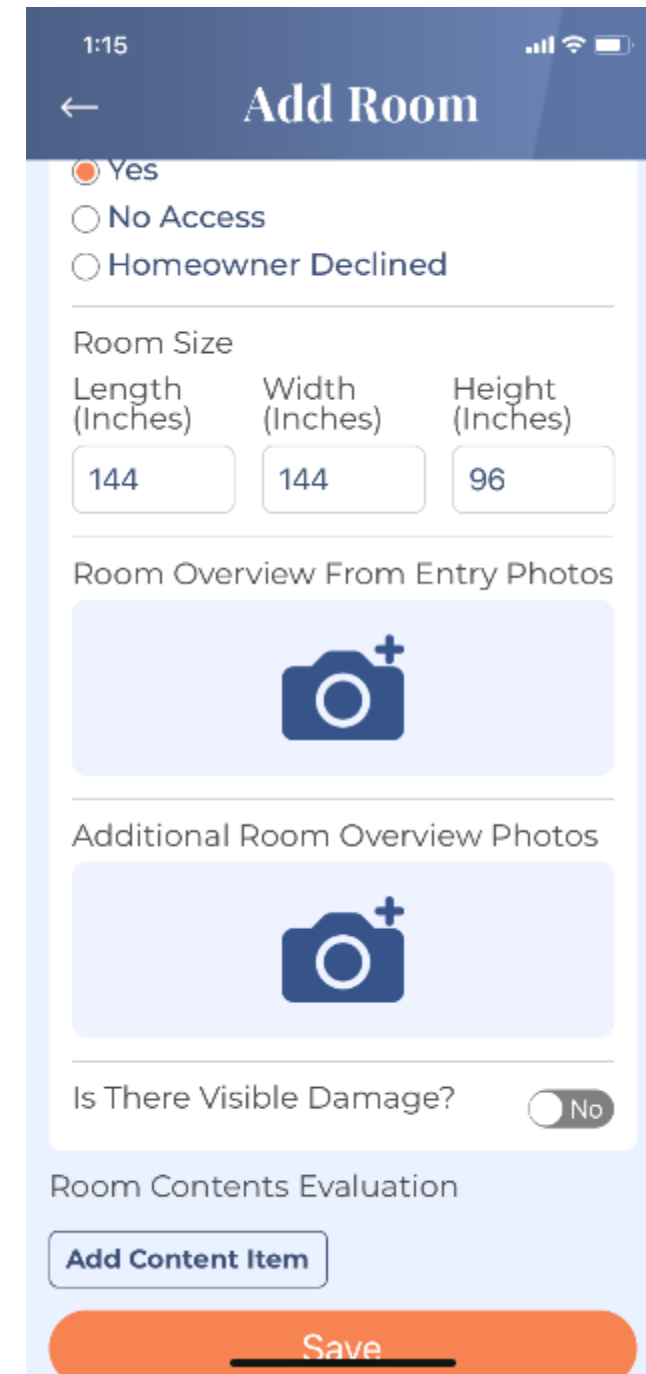 1:15
Add Room
Yes
No Access
Homeowner Declined
Room Size
Length (Inches)
Width (Inches)
Height (Inches)
144
144
96
Room Overview From Entry Photos
Additional Room Overview Photos
Is There Visible Damage?
No
Room Contents Evaluation
Add Content Item
Save